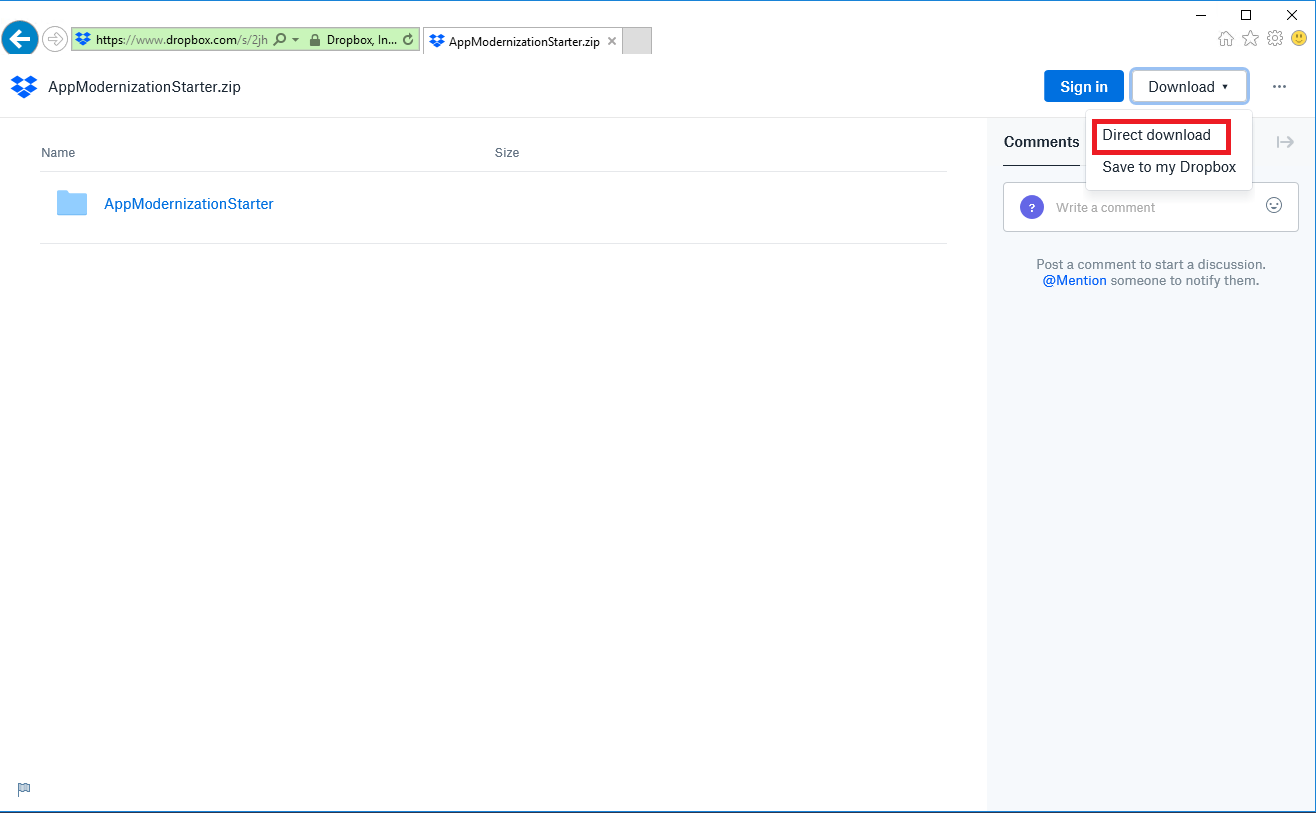 https://www.dropbox.com/s/2jh
Dropbox, In...
AppModernizationStarter.zip
AppModernizationStarter.zip
Sign in
Download
Direct download
Save to my Dropbox
Name
Size
AppModernizationStarter
Comments
?
Write a comment
Post a comment to start a discussion.
@Mention someone to notify them.